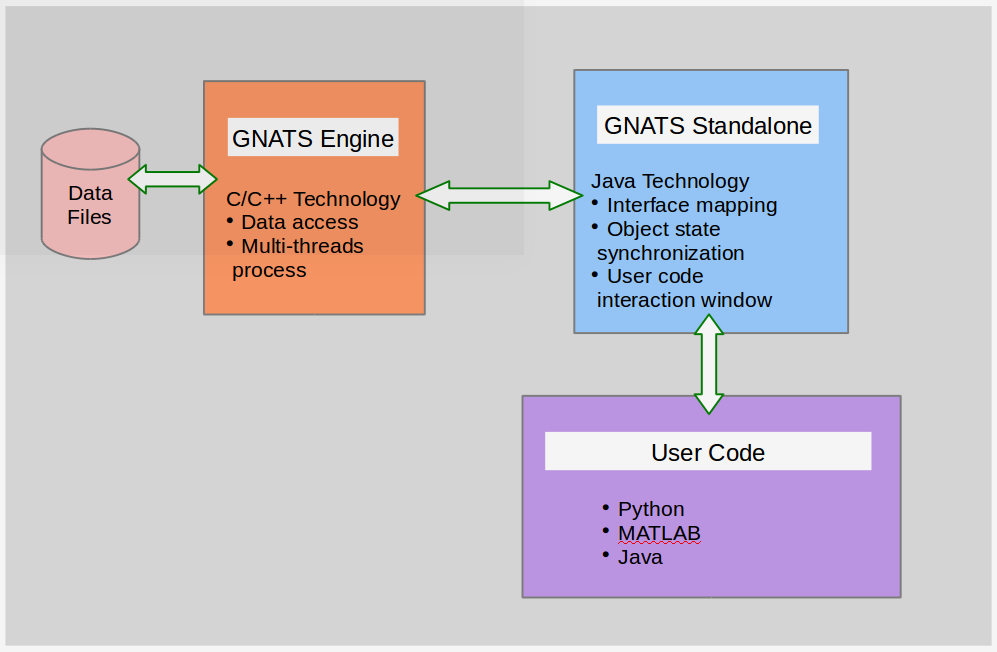 Data
Files
GNATS Engine
C/C++ Technology
• Data access
• Multi-threads
process
GNATS Standalone
Java Technology
• Interface mapping
• Object state
synchronization
• User code
interaction window
User Code
• Python
• MATLAB
• Java